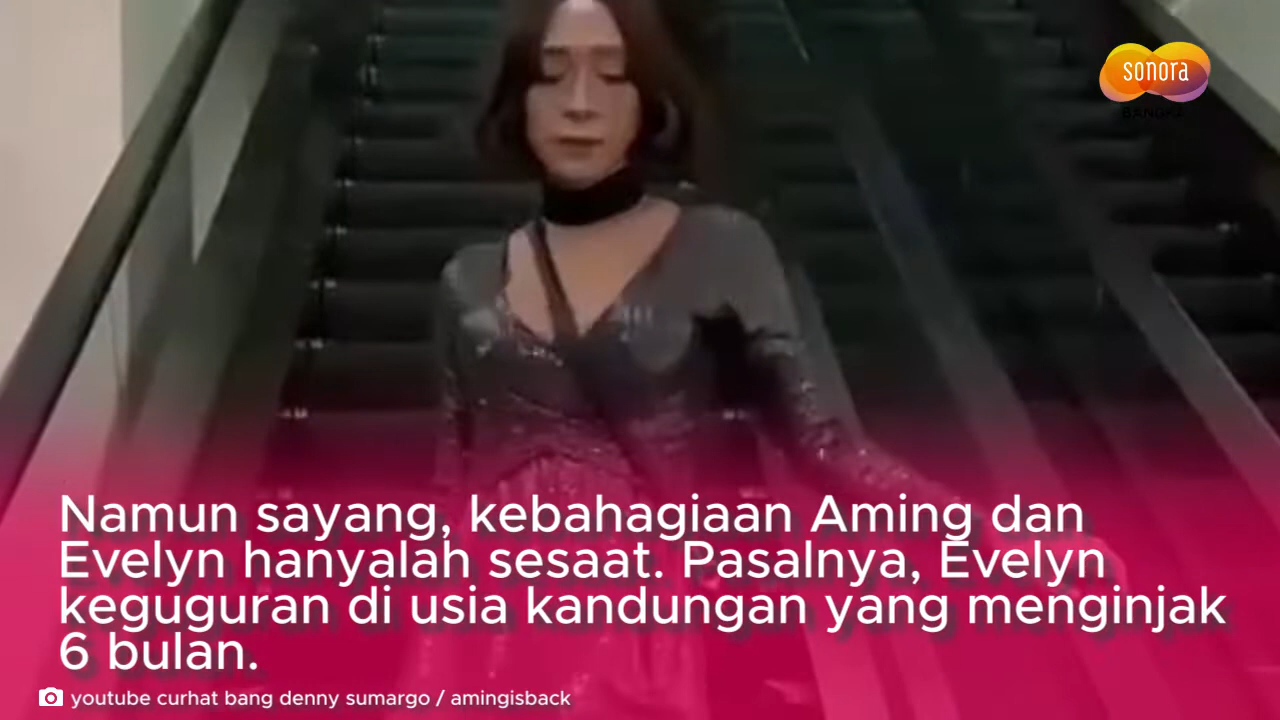 sonora
BANGKA
Namun sayang, kebahagiaan Aming dan
Evelyn hanyalah sesaat. Pasalnya, Evelyn
keguguran di usia kandungan yang menginjak
6 bulan.
youtube curhat bang denny sumargo / amingisback